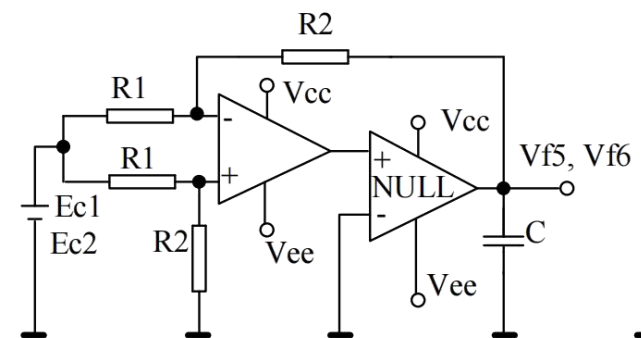 R2
R1
Vcc
-
Vcc
R1
+
NULL
+
-
Vf5, Vf6
Ec1
Ec2
R2
Vee
Vee
C